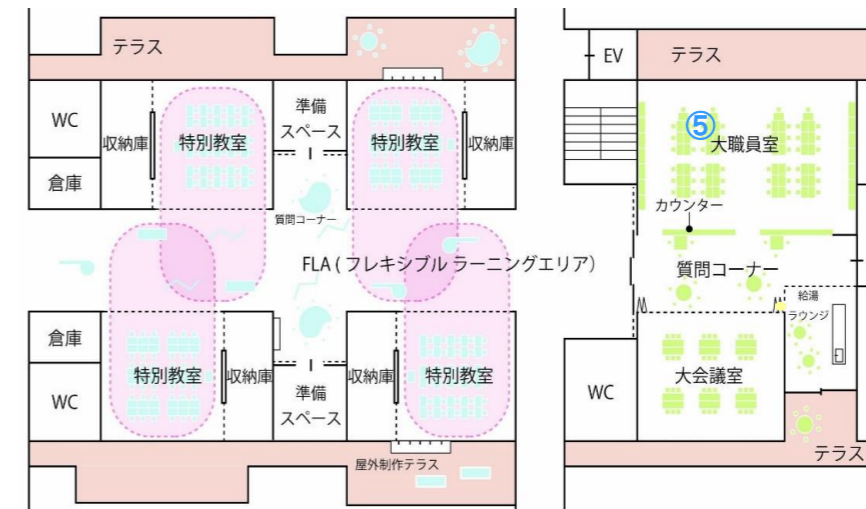 テラス
WC
収納庫
特別教室
準備
スペース
特別教室
収納庫
倉庫
質問コーナー
FLA ( フレキシブル ラーニングエリア）
倉庫
WC
特別教室
収納庫
準備
スペース
収納庫
特別教室
屋外制作テラス
EV
テラス
⑤
大職員室
カウンター
質問コーナー
給湯
ラウンジ
大会議室
WC
テラス